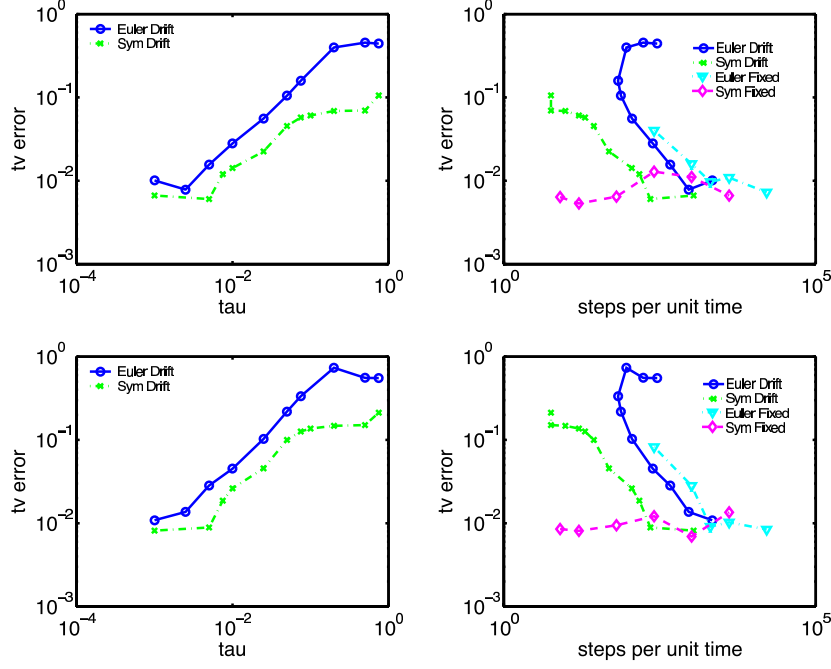 tv error
10^0
10^-1
10^-2
10^-3
10^-4
10^-2
10^0
tau
Euler Drift
Sym Drift
tv error
10^0
10^-1
10^-2
10^-3
10^0
10^5
steps per unit time
Euler Drift
Sym Drift
Euler Fixed
Sym Fixed
tv error
10^0
10^-1
10^-2
10^-3
10^-4
10^-2
10^0
tau
Euler Drift
Sym Drift
tv error
10^0
10^-1
10^-2
10^-3
10^0
10^5
steps per unit time
Euler Drift
Sym Drift
Euler Fixed
Sym Fixed